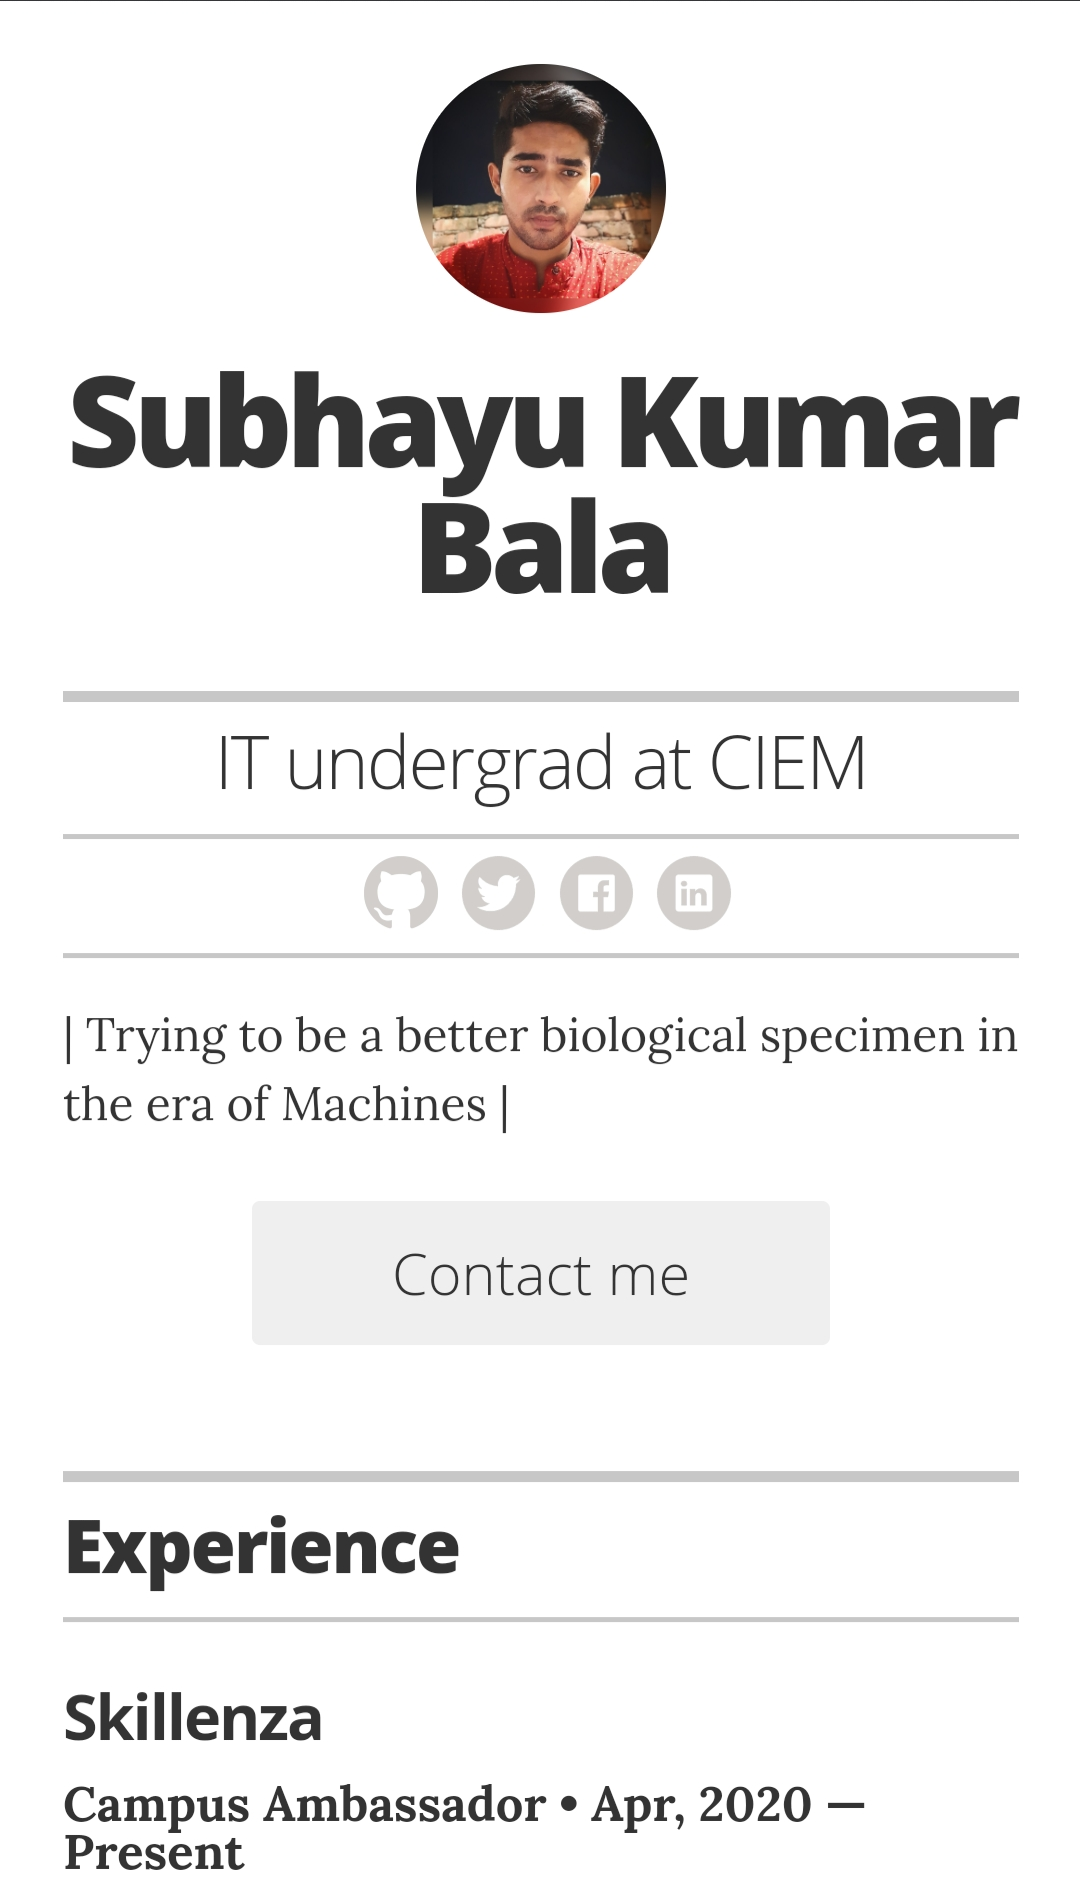 Subhayu Kumar
Bala
IT undergrad at CIEM
| Trying to be a better biological specimen in
the era of Machines |
Contact me
Experience
Skillenza
Campus Ambassador • Apr, 2020 —
Present